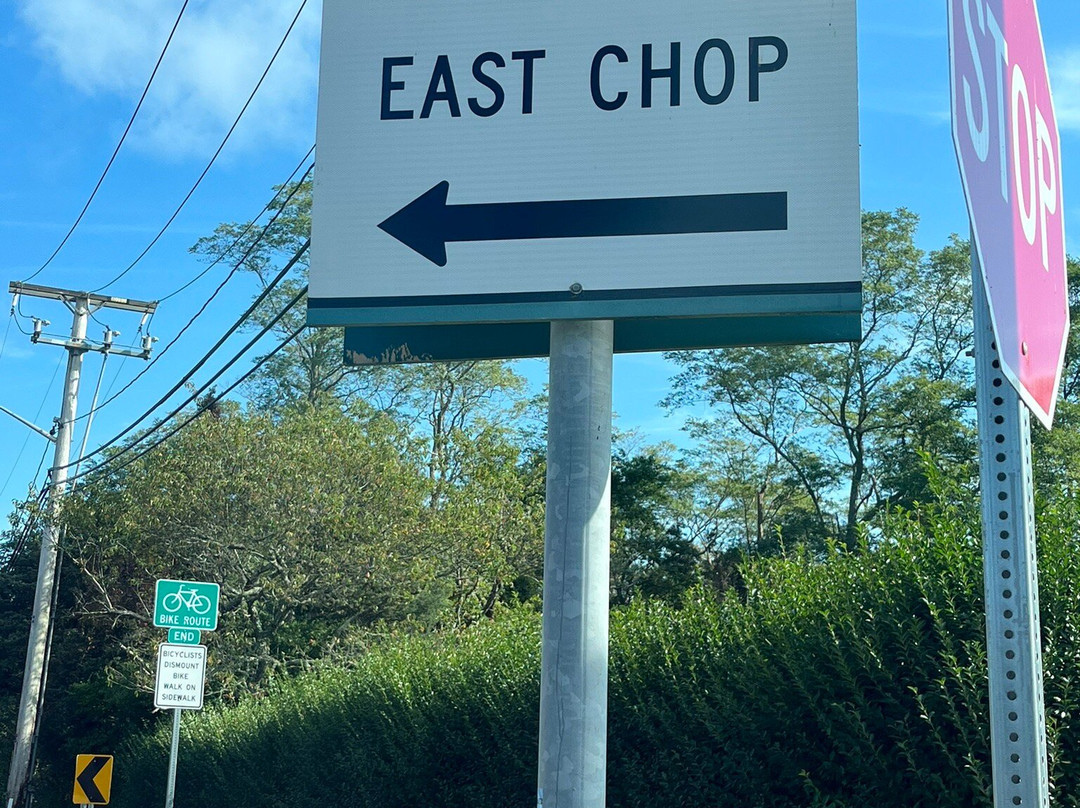 EAST CHOP
STOP
BIKE ROUTE
END
BICYCLISTS
DISMOUNT
BIKE
WALK ON
SIDEWALK